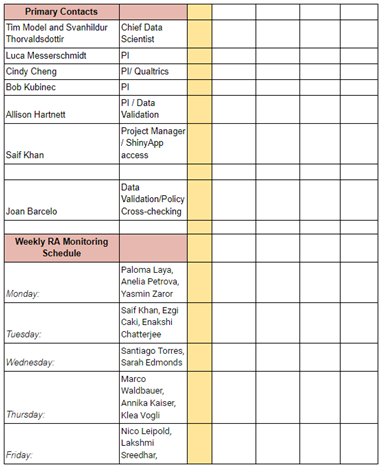 Primary Contacts
Tim Model and Svanhildur Chief Data
Thorvaldsdottir Scientist
Luca Messerschmidt PI
Cindy Cheng PI/ Qualtrics
Bob Kubinec PI
PI / Data
Allison Hartnett Validation
Project Manager
/ ShinyApp
Saif Khan access
Data
Validation/Policy
Joan Barcelo Cross-checking
Weekly RA Monitoring
Schedule
Paloma Laya,
Anelia Petrova,
Monday: Yasmin Zaror
Saif Khan, Ezgi
Caki, Enakshi
Tuesday: Chatterjee
Santiago Torres,
Wednesday: Sarah Edmonds
Marco
Waldbauer,
Annika Kaiser,
Thursday: Klea Vogli
Nico Leipold,
Lakshmi
Friday: Sreedhar,